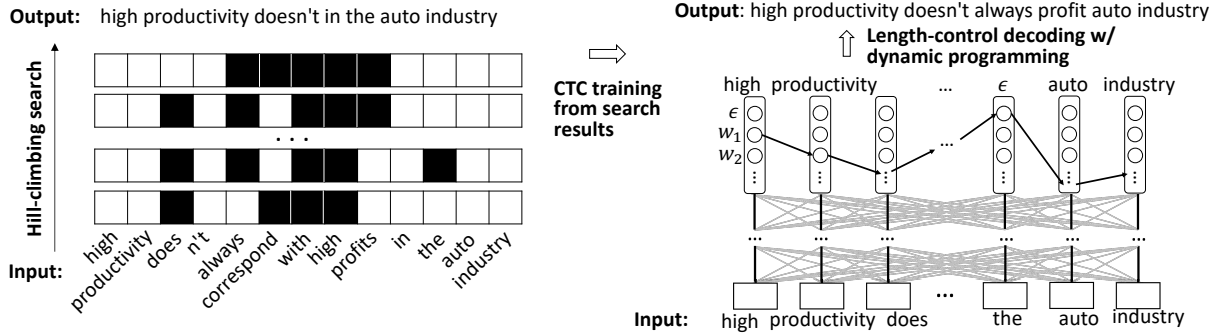 Output: high productivity doesn't in the auto industry
Hill-climbing search
. . .
high productivity does n't always correspond with high profits in the auto industry
Input:
CTC training
from search
results
Output: high productivity doesn't always profit auto industry
Length-control decoding w/
dynamic programming
high productivity ... ϵ auto industry
ϵ
w₁
w₂
...
... ... ...
... ... ...
Input: high productivity does ... the auto industry